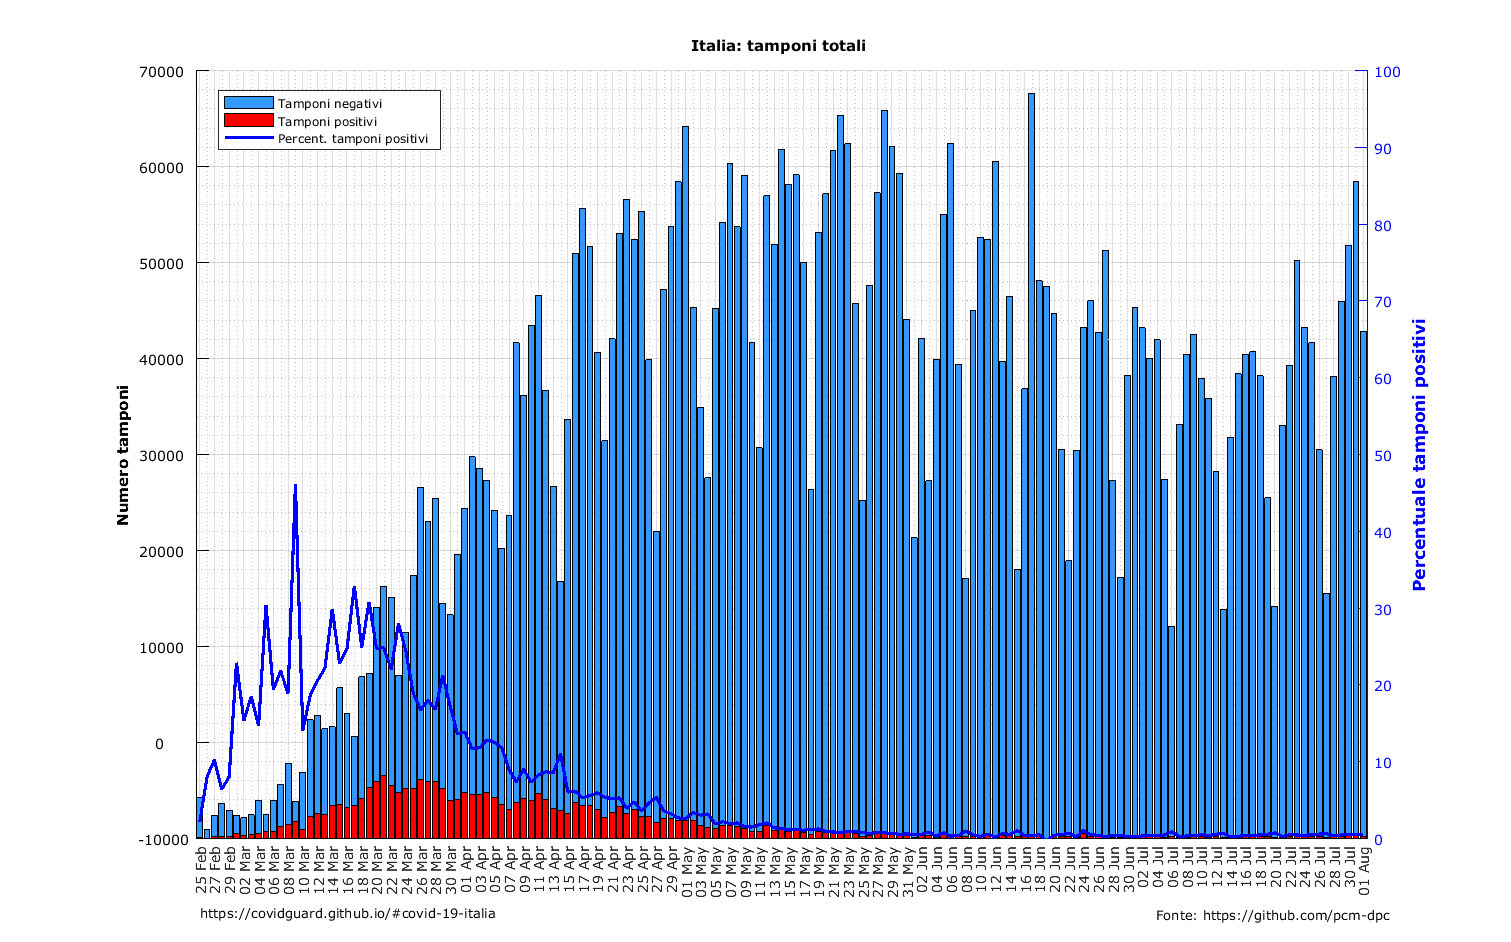 Italia: tamponi totali
Tamponi negativi
Tamponi positivi
Percent. tamponi positivi
Numero tamponi
70000
60000
50000
40000
30000
20000
10000
0
-10000
Percentuale tamponi positivi
100
90
80
70
60
50
40
30
20
10
0
25 Feb
27 Feb
29 Feb
02 Mar
04 Mar
06 Mar
08 Mar
10 Mar
12 Mar
14 Mar
16 Mar
18 Mar
20 Mar
22 Mar
24 Mar
26 Mar
28 Mar
30 Mar
01 Apr
03 Apr
05 Apr
07 Apr
09 Apr
11 Apr
13 Apr
15 Apr
17 Apr
19 Apr
21 Apr
23 Apr
25 Apr
27 Apr
29 Apr
01 May
03 May
05 May
07 May
09 May
11 May
13 May
15 May
17 May
19 May
21 May
23 May
25 May
27 May
29 May
31 May
02 Jun
04 Jun
06 Jun
08 Jun
10 Jun
12 Jun
14 Jun
16 Jun
18 Jun
20 Jun
22 Jun
24 Jun
26 Jun
28 Jun
30 Jun
02 Jul
04 Jul
06 Jul
08 Jul
10 Jul
12 Jul
14 Jul
16 Jul
18 Jul
20 Jul
22 Jul
24 Jul
26 Jul
28 Jul
30 Jul
01 Aug
https://covidguard.github.io/#covid-19-italia
Fonte: https://github.com/pcm-dpc